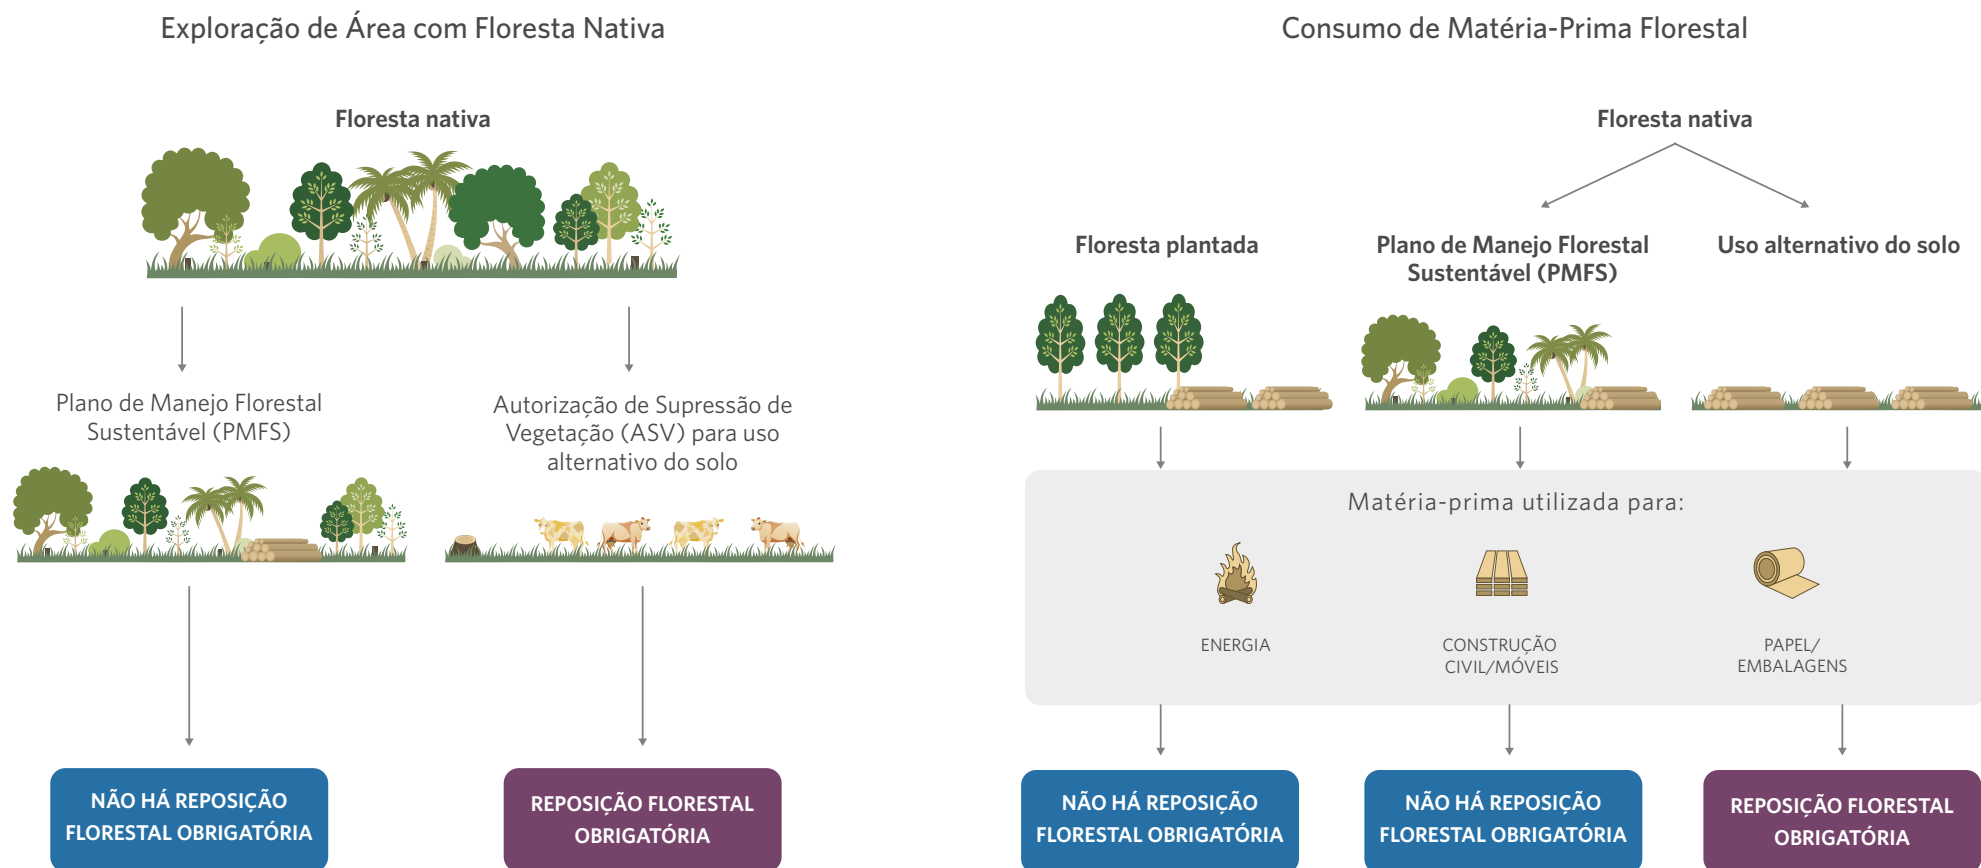 Exploração de Área com Floresta Nativa
Floresta nativa
Plano de Manejo Florestal
Sustentável (PMFS)
Autorização de Supressão de
Vegetação (ASV) para uso
alternativo do solo
NÃO HÁ REPOSIÇÃO
FLORESTAL OBRIGATÓRIA
REPOSIÇÃO FLORESTAL
OBRIGATÓRIA
Consumo de Matéria-Prima Florestal
Floresta nativa
Floresta plantada
Plano de Manejo Florestal
Sustentável (PMFS)
Uso alternativo do solo
Matéria-prima utilizada para:
ENERGIA
CONSTRUÇÃO
CIVIL/MÓVEIS
PAPEL/
EMBALAGENS
NÃO HÁ REPOSIÇÃO
FLORESTAL OBRIGATÓRIA
NÃO HÁ REPOSIÇÃO
FLORESTAL OBRIGATÓRIA
REPOSIÇÃO FLORESTAL
OBRIGATÓRIA